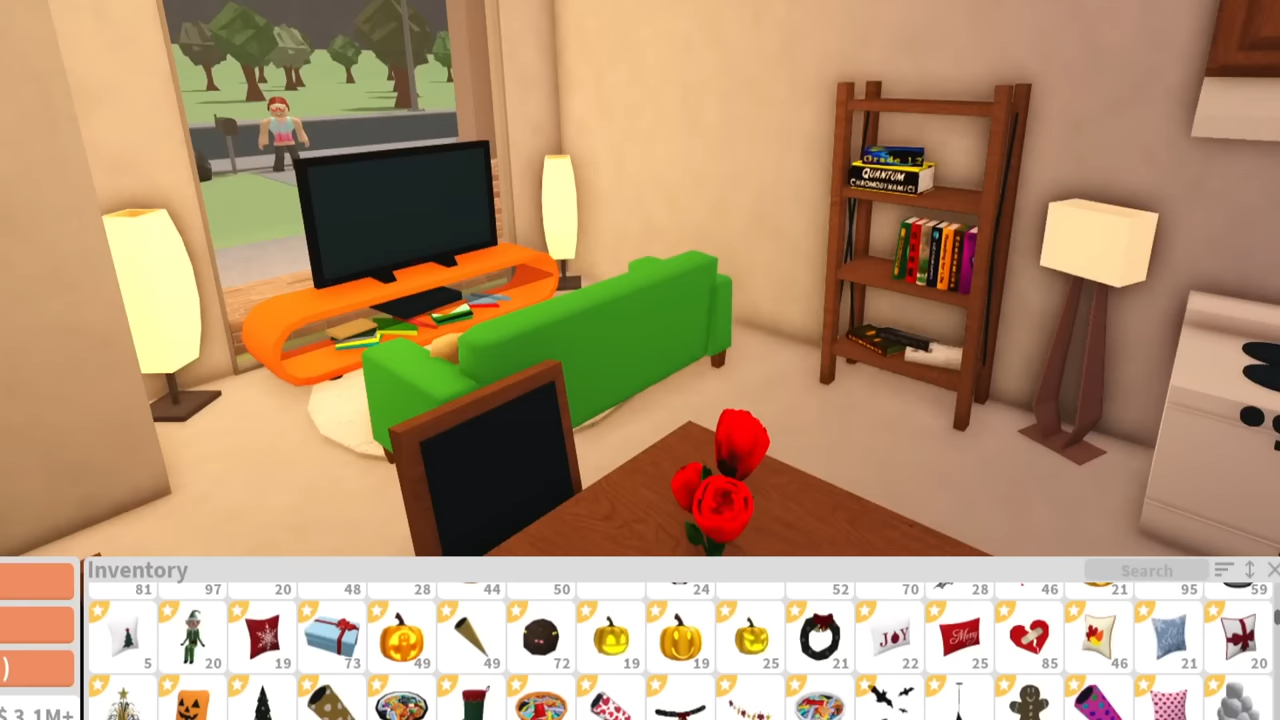 Grade 12
QUANTUM
CHROMODYNAMICS
Inventory
Search
81 97 20 48 28 44 50 24 52 70 28 46 21 95 59
JOY
Merry
5 20 19 73 49 49 72 19 19 25 21 22 25 85 46 21 20
)
$ 3.1M+